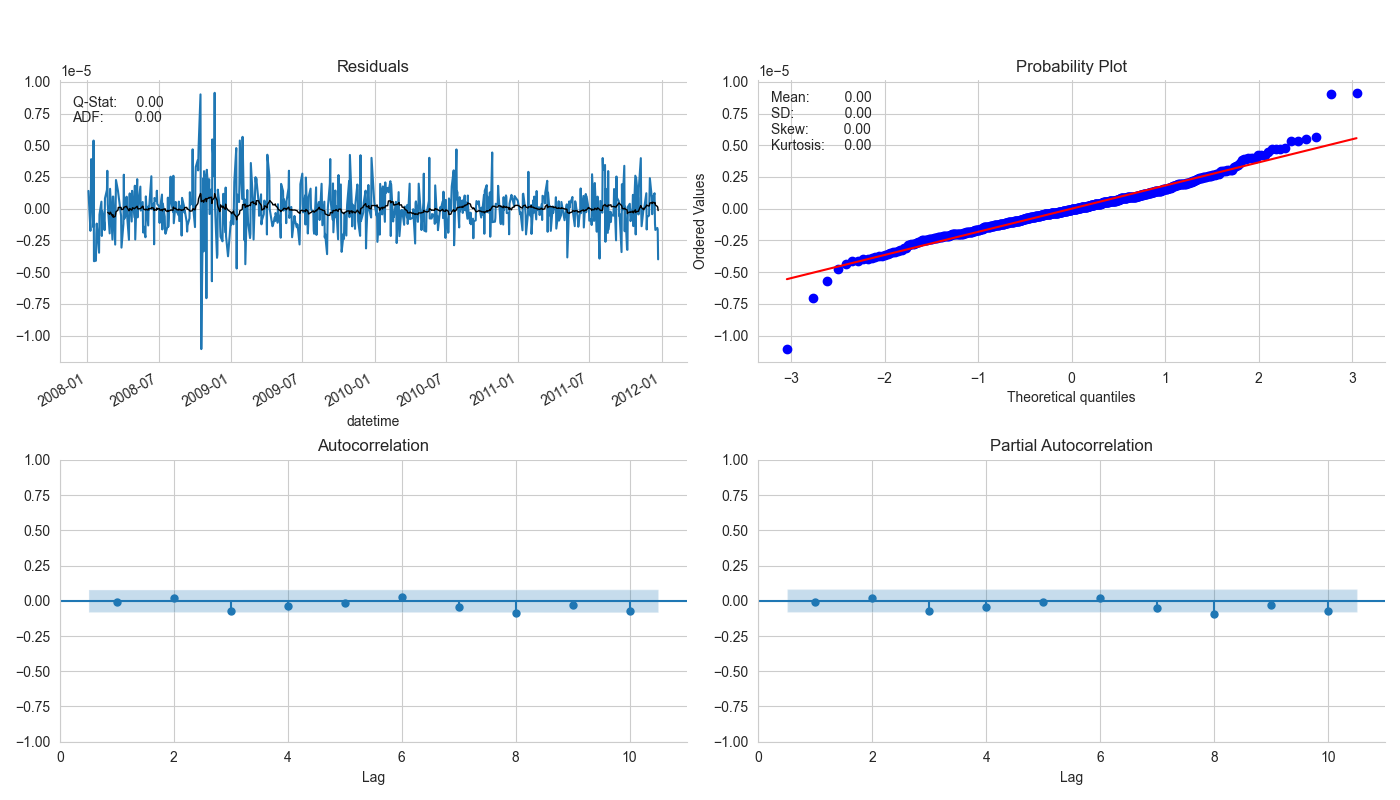 Residuals
1e−5
1.00
0.75
0.50
0.25
0.00
−0.25
−0.50
−0.75
−1.00
Q-Stat: 0.00
ADF: 0.00
2008-01
2008-07
2009-01
2009-07
2010-01
2010-07
2011-01
2011-07
2012-01
datetime
Probability Plot
1e−5
1.00
0.75
0.50
0.25
0.00
−0.25
−0.50
−0.75
−1.00
Ordered Values
Mean: 0.00
SD: 0.00
Skew: 0.00
Kurtosis: 0.00
−3 −2 −1 0 1 2 3
Theoretical quantiles
Autocorrelation
1.00
0.75
0.50
0.25
0.00
−0.25
−0.50
−0.75
−1.00
0 2 4 6 8 10
Lag
Partial Autocorrelation
1.00
0.75
0.50
0.25
0.00
−0.25
−0.50
−0.75
−1.00
0 2 4 6 8 10
Lag